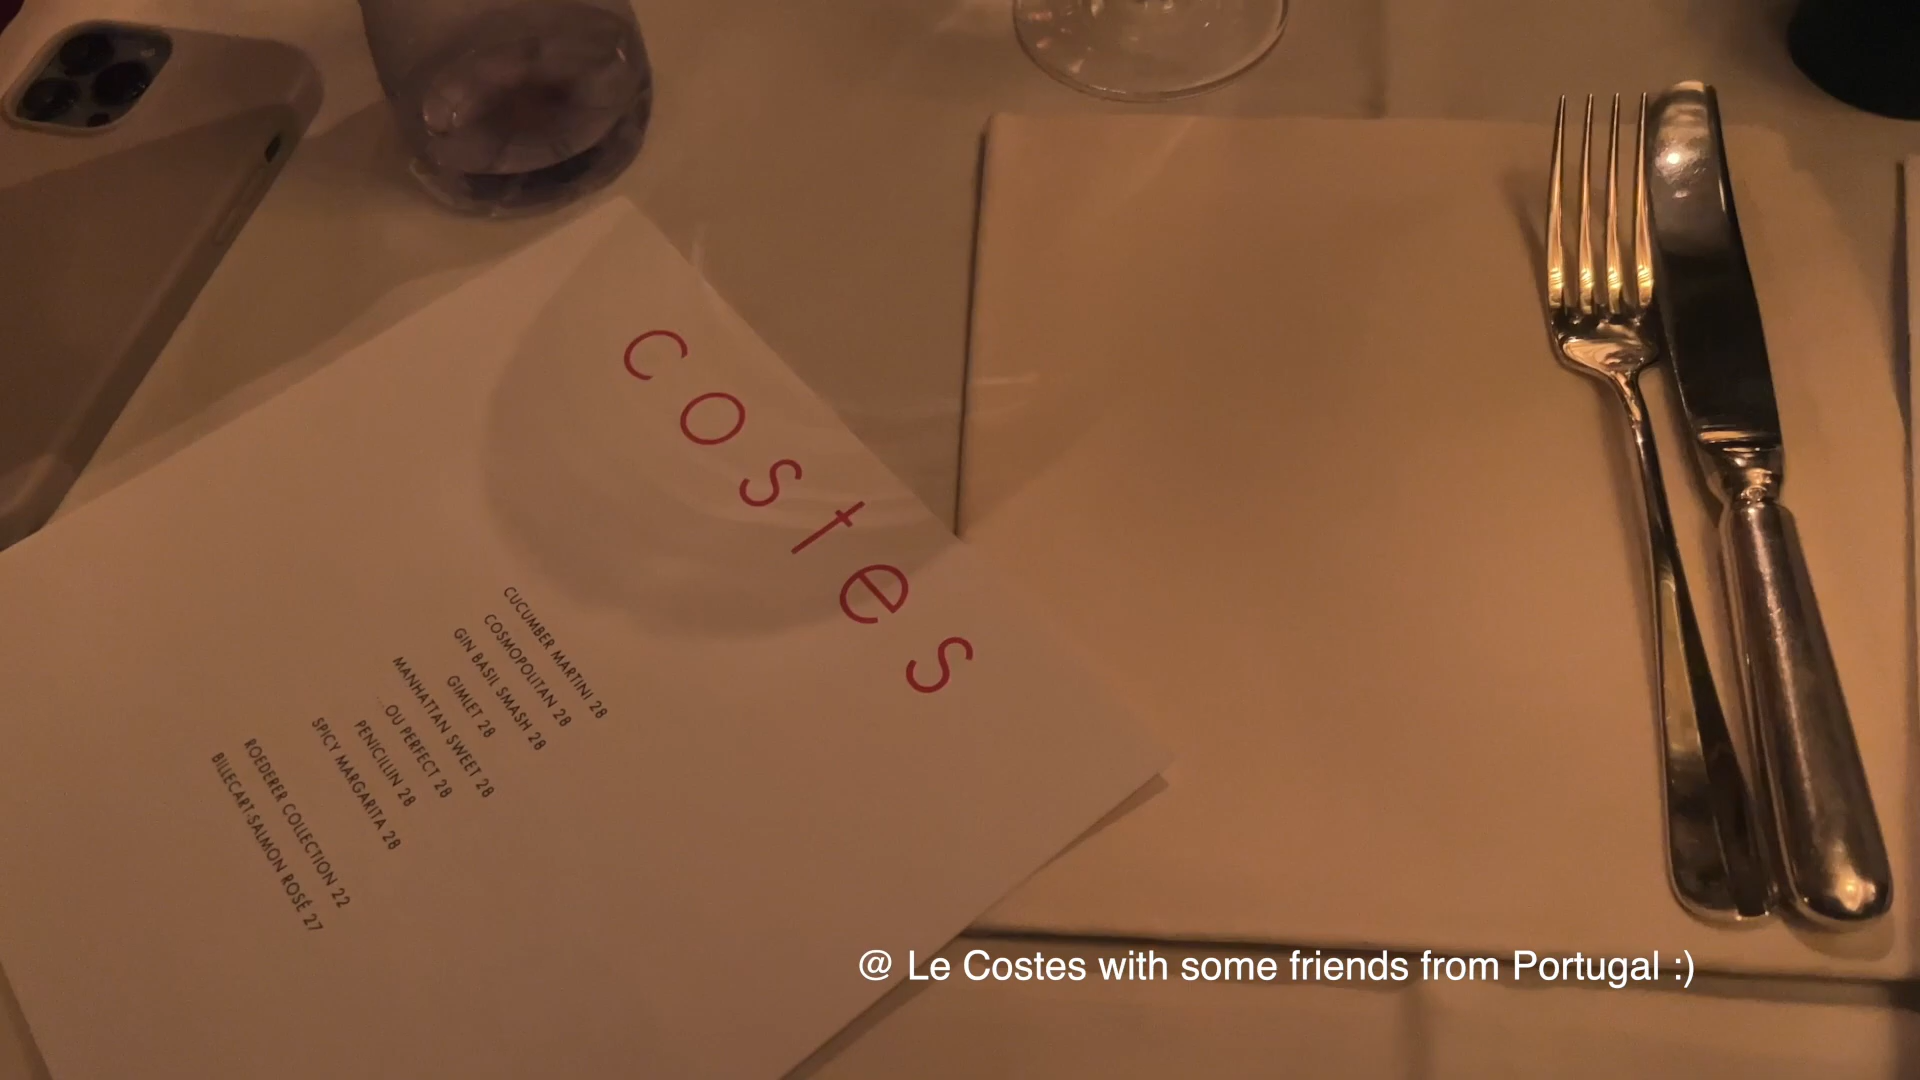 costes
CUCUMBER MARTINI 28
COSMOPOLITAN 28
GIN BASIL SMASH 28
GIMLET 28
MANHATTAN SWEET 28
...OU PERFECT 28
PENICILLIN 28
SPICY MARGARITA 28
ROEDERER COLLECTION 22
BILLECART-SALMON ROSÉ 27
@ Le Costes with some friends from Portugal :)